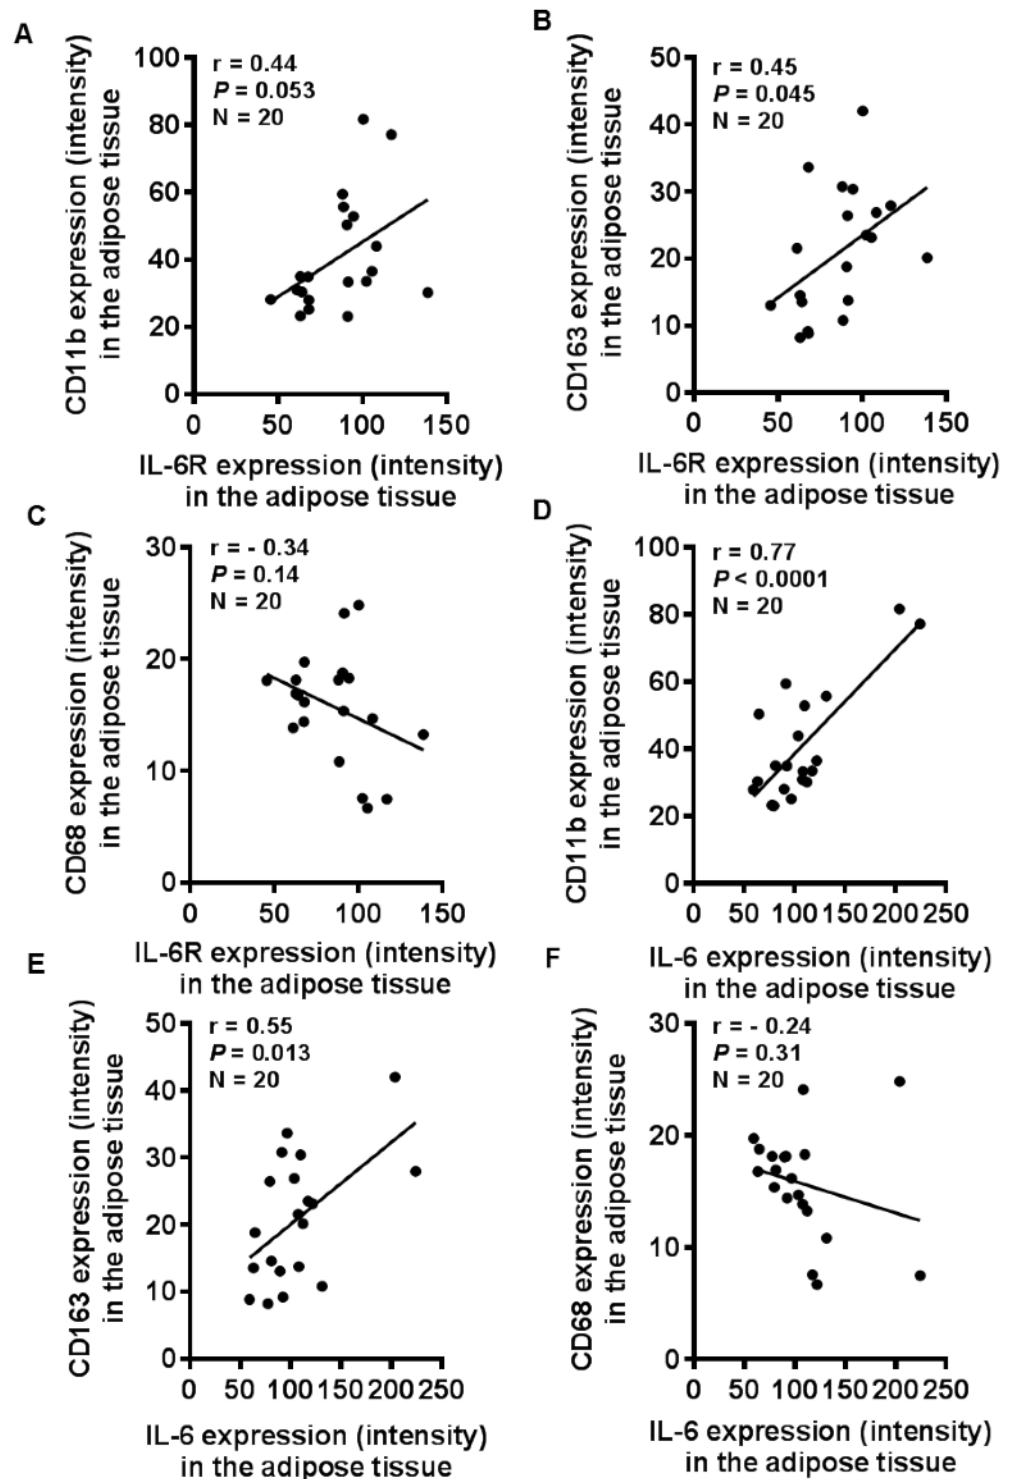 A
CD11b expression (intensity)
in the adipose tissue
100
80
60
40
20
0
r = 0.44
P = 0.053
N = 20
0 50 100 150
IL-6R expression (intensity)
in the adipose tissue
B
CD163 expression (intensity)
in the adipose tissue
50
40
30
20
10
0
r = 0.45
P = 0.045
N = 20
0 50 100 150
IL-6R expression (intensity)
in the adipose tissue
C
CD68 expression (intensity)
in the adipose tissue
30
20
10
0
r = - 0.34
P = 0.14
N = 20
0 50 100 150
IL-6R expression (intensity)
in the adipose tissue
D
CD11b expression (intensity)
in the adipose tissue
100
80
60
40
20
0
r = 0.77
P < 0.0001
N = 20
0 50 100 150 200 250
IL-6 expression (intensity)
in the adipose tissue
E
CD163 expression (intensity)
in the adipose tissue
50
40
30
20
10
0
r = 0.55
P = 0.013
N = 20
0 50 100 150 200 250
IL-6 expression (intensity)
in the adipose tissue
F
CD68 expression (intensity)
in the adipose tissue
30
20
10
0
r = - 0.24
P = 0.31
N = 20
0 50 100 150 200 250
IL-6 expression (intensity)
in the adipose tissue